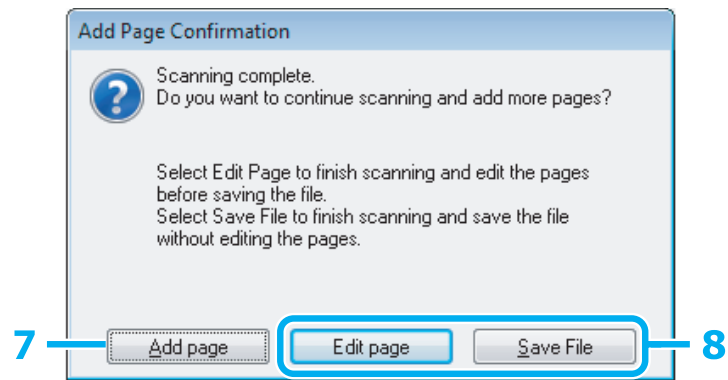 Add Page Confirmation
Scanning complete.
Do you want to continue scanning and add more pages?
Select Edit Page to finish scanning and edit the pages
before saving the file.
Select Save File to finish scanning and save the file
without editing the pages.
7 Add page Edit page Save File 8